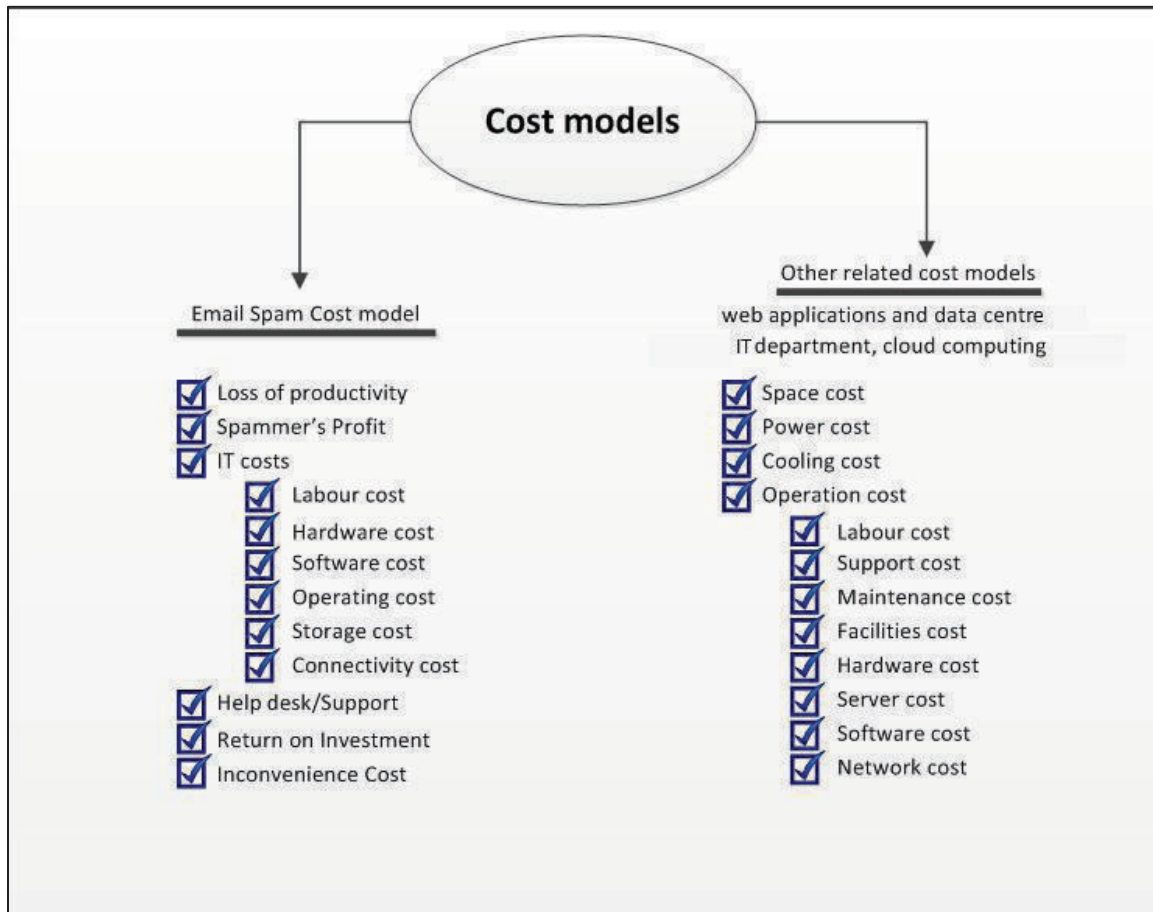 Cost models
Email Spam Cost model
Loss of productivity
Spammer's Profit
IT costs
Labour cost
Hardware cost
Software cost
Operating cost
Storage cost
Connectivity cost
Help desk/Support
Return on Investment
Inconvenience Cost
Other related cost models
web applications and data centre
IT department, cloud computing
Space cost
Power cost
Cooling cost
Operation cost
Labour cost
Support cost
Maintenance cost
Facilities cost
Hardware cost
Server cost
Software cost
Network cost